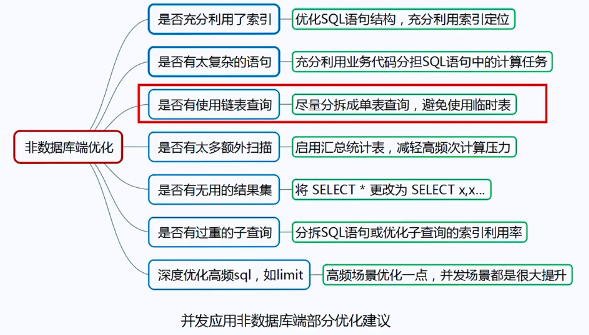 是否充分利用了索引
优化SQL语句结构，充分利用索引定位
是否有太复杂的语句
充分利用业务代码分担SQL语句中的计算任务
是否有使用链表查询
尽量分拆成单表查询，避免使用临时表
非数据库端优化
是否有太多额外扫描
启用汇总统计表，减轻高频次计算压力
是否有无用的结果集
将 SELECT * 更改为 SELECT x,x...
是否有过重的子查询
分拆SQL语句或优化子查询的索引利用率
深度优化高频sql，如limit
高频场景优化一点，并发场景都是很大提升
并发应用非数据库端部分优化建议